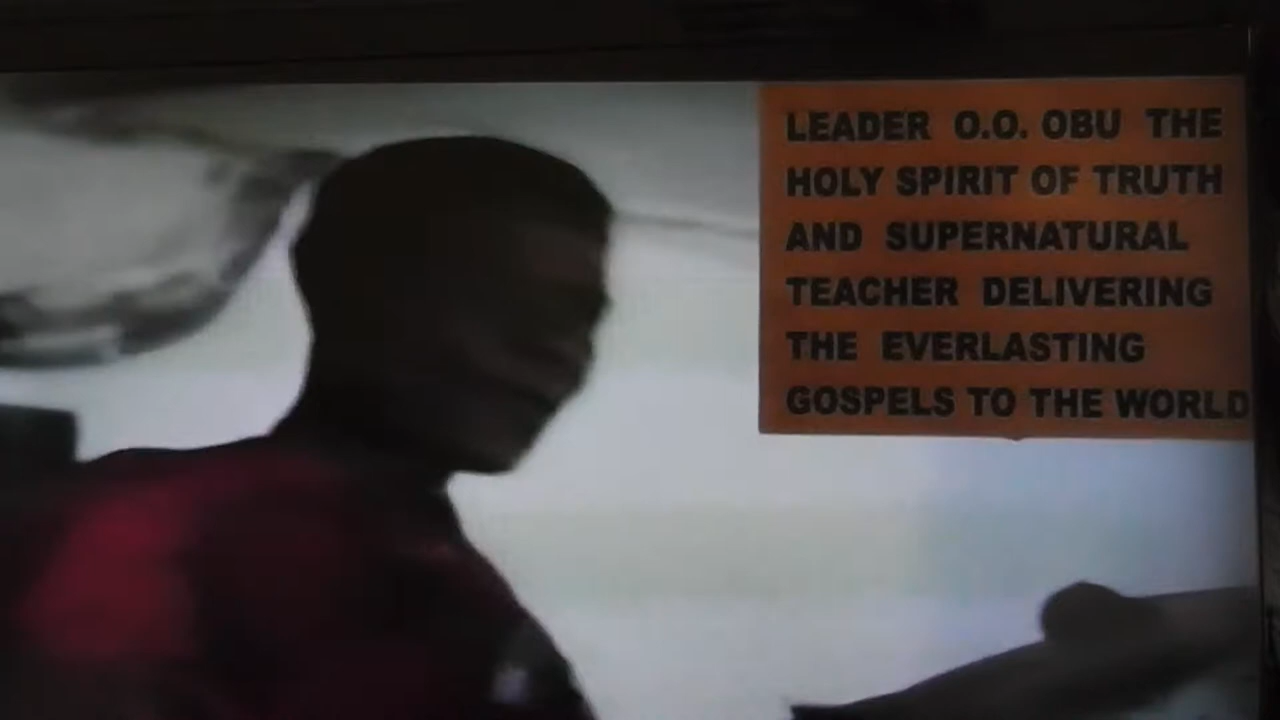 LEADER O.O. OBU THE
HOLY SPIRIT OF TRUTH
AND SUPERNATURAL
TEACHER DELIVERING
THE EVERLASTING
GOSPELS TO THE WORLD